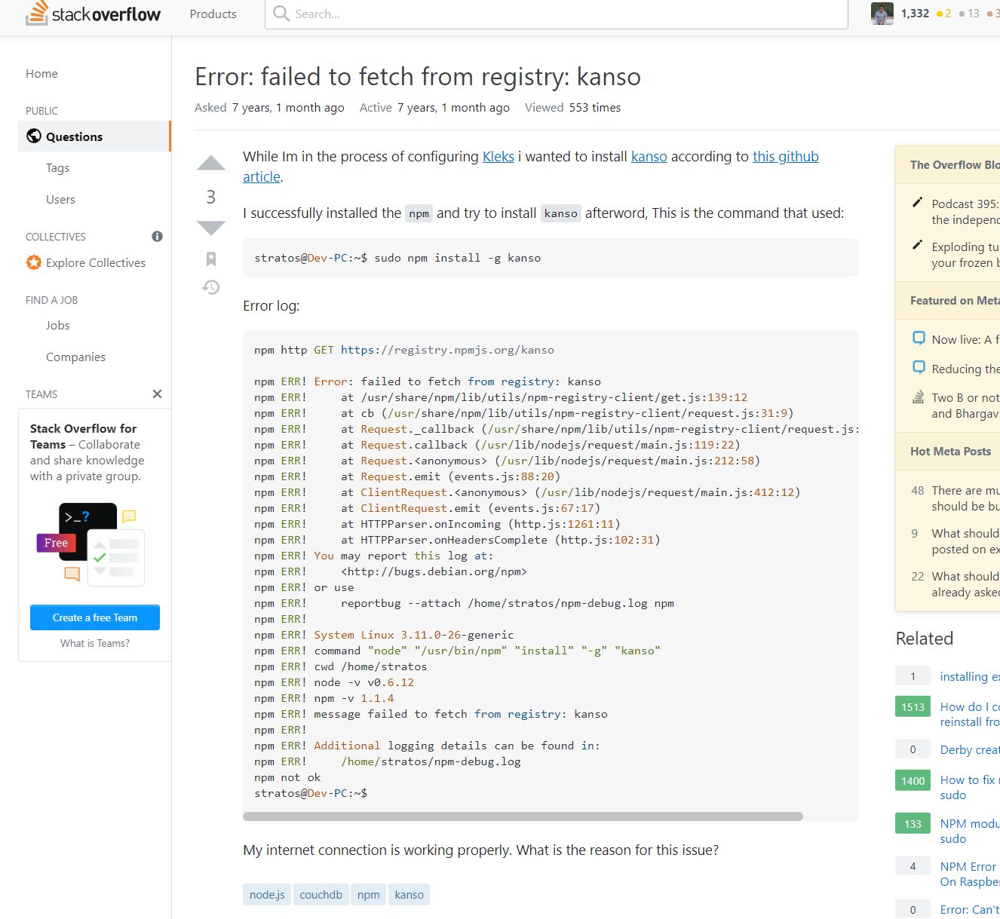 stackoverflow
Products
Search...
1,332 2 13 3
Home
PUBLIC
Questions
Tags
Users
COLLECTIVES
Explore Collectives
FIND A JOB
Jobs
Companies
TEAMS
Stack Overflow for
Teams – Collaborate
and share knowledge
with a private group.
>_?
Free
Create a free Team
What is Teams?
Error: failed to fetch from registry: kanso
Asked 7 years, 1 month ago Active 7 years, 1 month ago Viewed 553 times
3
While Im in the process of configuring Kleks i wanted to install kanso according to this github
article.
I successfully installed the npm and try to install kanso afterword, This is the command that used:
stratos@Dev-PC:~$ sudo npm install -g kanso
Error log:
npm http GET https://registry.npmjs.org/kanso
npm ERR! Error: failed to fetch from registry: kanso
npm ERR!     at /usr/share/npm/lib/utils/npm-registry-client/get.js:139:12
npm ERR!     at cb (/usr/share/npm/lib/utils/npm-registry-client/request.js:31:9)
npm ERR!     at Request._callback (/usr/share/npm/lib/utils/npm-registry-client/request.js:
npm ERR!     at Request.callback (/usr/lib/nodejs/request/main.js:119:22)
npm ERR!     at Request.<anonymous> (/usr/lib/nodejs/request/main.js:212:58)
npm ERR!     at Request.emit (events.js:88:20)
npm ERR!     at ClientRequest.<anonymous> (/usr/lib/nodejs/request/main.js:412:12)
npm ERR!     at ClientRequest.emit (events.js:67:17)
npm ERR!     at HTTPParser.onIncoming (http.js:1261:11)
npm ERR!     at HTTPParser.onHeadersComplete (http.js:102:31)
npm ERR! You may report this log at:
npm ERR!     <http://bugs.debian.org/npm>
npm ERR! or use
npm ERR!     reportbug --attach /home/stratos/npm-debug.log npm
npm ERR!
npm ERR! System Linux 3.11.0-26-generic
npm ERR! command "node" "/usr/bin/npm" "install" "-g" "kanso"
npm ERR! cwd /home/stratos
npm ERR! node -v v0.6.12
npm ERR! npm -v 1.1.4
npm ERR! message failed to fetch from registry: kanso
npm ERR!
npm ERR! Additional logging details can be found in:
npm ERR!     /home/stratos/npm-debug.log
npm not ok
stratos@Dev-PC:~$
My internet connection is working properly. What is the reason for this issue?
node.js couchdb npm kanso
The Overflow Blo
Podcast 395:
the independ
Exploding tu
your frozen b
Featured on Meta
Now live: A f
Reducing the
Two B or not
and Bhargav
Hot Meta Posts
48 There are mu
should be bu
9 What should
posted on ex
22 What should
already asked
Related
1 installing ex
1513 How do I co
reinstall fro
0 Derby creat
1400 How to fix
sudo
133 NPM modu
sudo
4 NPM Error
On Raspber
0 Error: Can't